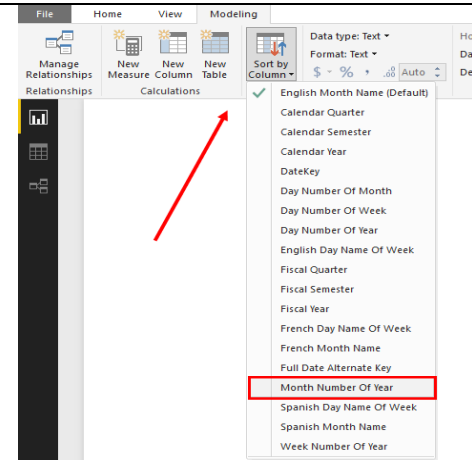 File Home View Modeling
Data type: Text
Format: Text
$ % , .00 Auto
Manage Relationships
New Measure
New Column
New Table
Sort by Column
Relationships
Calculations
English Month Name (Default)
Calendar Quarter
Calendar Semester
Calendar Year
DateKey
Day Number Of Month
Day Number Of Week
Day Number Of Year
English Day Name Of Week
Fiscal Quarter
Fiscal Semester
Fiscal Year
French Day Name Of Week
French Month Name
Full Date Alternate Key
Month Number Of Year
Spanish Day Name Of Week
Spanish Month Name
Week Number Of Year